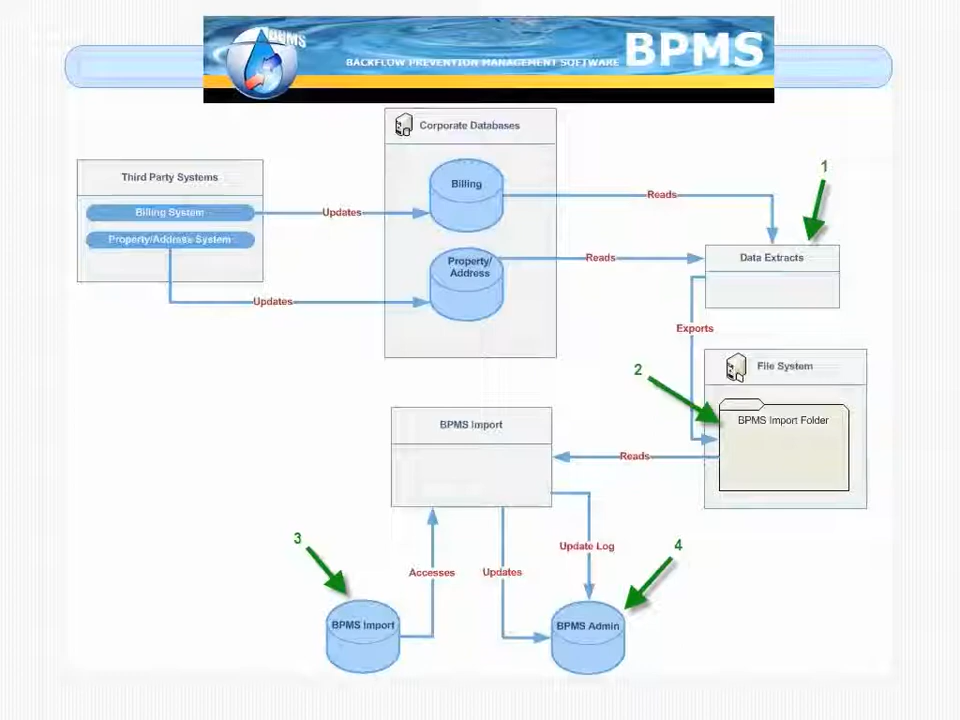 BPMS
BACKFLOW PREVENTION MANAGEMENT SOFTWARE BPMS
Corporate Databases
Third Party Systems
Billing System
Property/Address System
Updates
Updates
Billing
Property/
Address
Reads
Reads
1
Data Extracts
Exports
2
File System
BPMS Import Folder
BPMS Import
Reads
3
Accesses
Updates
Update Log
4
BPMS Import
BPMS Admin